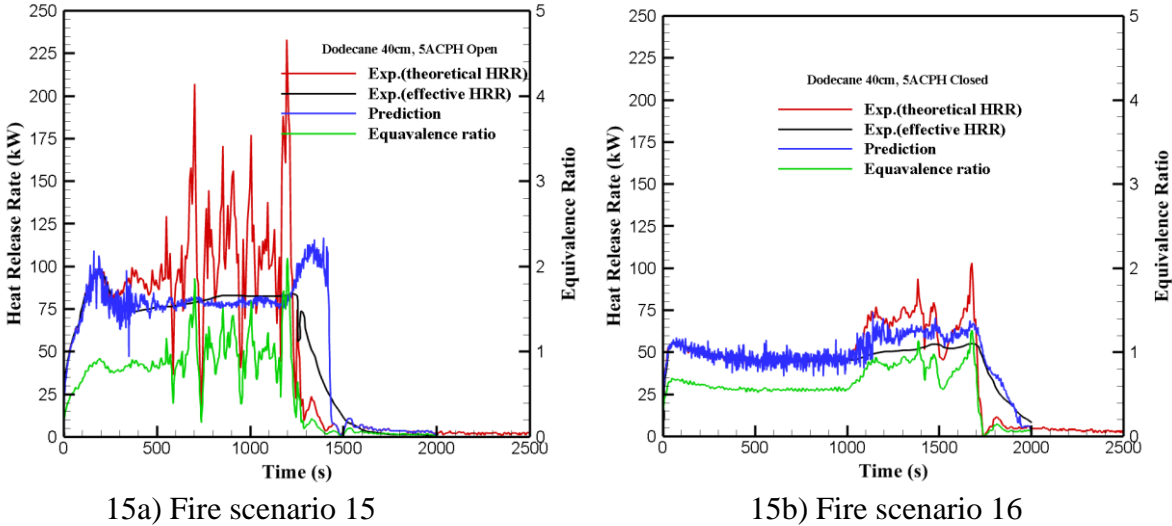 250
225
200
175
150
125
100
75
50
25
0
Heat Release Rate (kW)
5
4
3
2
1
0
Equivalence Ratio
Dodecane 40cm, 5ACPH Open
Exp.(theoretical HRR)
Exp.(effective HRR)
Prediction
Equavalence ratio
0 500 1000 1500 2000 2500
Time (s)
15a) Fire scenario 15
250
225
200
175
150
125
100
75
50
25
0
Heat Release Rate (kW)
5
4
3
2
1
0
Equivalence Ratio
Dodecane 40cm, 5ACPH Closed
Exp.(theoretical HRR)
Exp.(effective HRR)
Prediction
Equavalence ratio
0 500 1000 1500 2000 2500
Time (s)
15b) Fire scenario 16